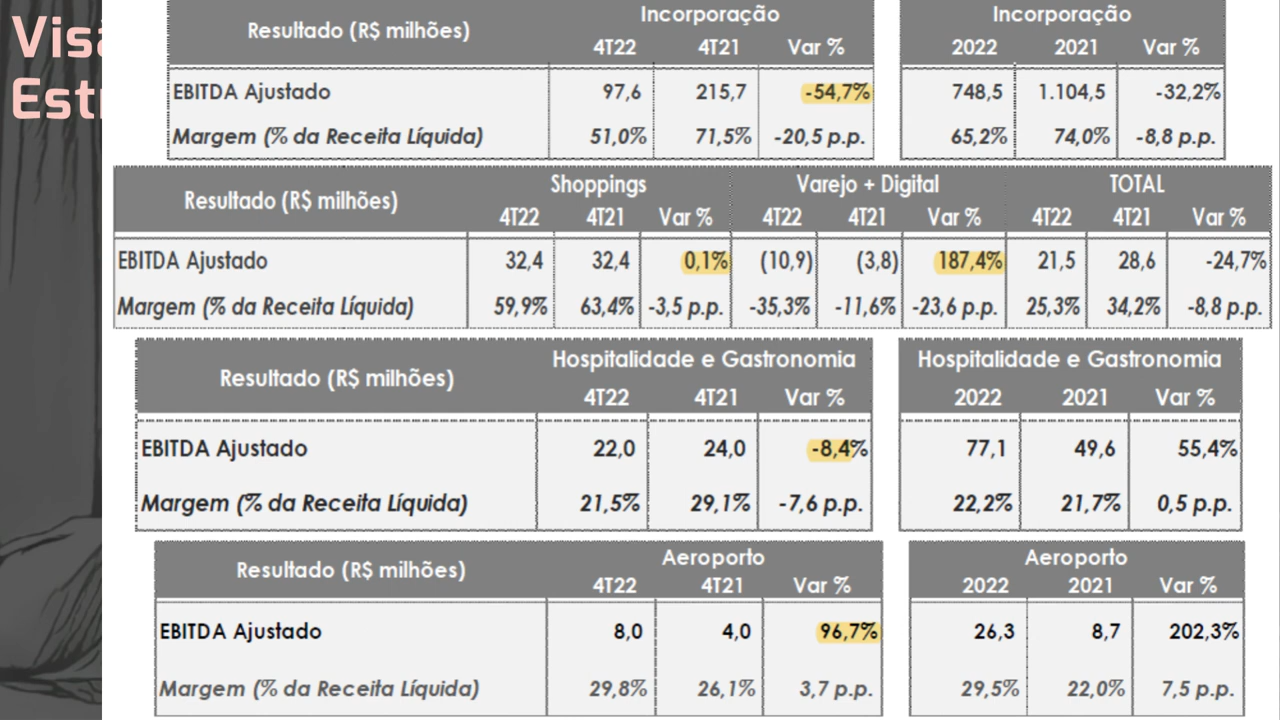 Visã
Estr
Resultado (R$ milhões) Incorporação Incorporação
4T22 4T21 Var % 2022 2021 Var %
EBITDA Ajustado 97,6 215,7 -54,7% 748,5 1.104,5 -32,2%
Margem (% da Receita Líquida) 51,0% 71,5% -20,5 p.p. 65,2% 74,0% -8,8 p.p.
Resultado (R$ milhões) Shoppings Varejo + Digital TOTAL
4T22 4T21 Var % 4T22 4T21 Var % 4T22 4T21 Var %
EBITDA Ajustado 32,4 32,4 0,1% (10,9) (3,8) 187,4% 21,5 28,6 -24,7%
Margem (% da Receita Líquida) 59,9% 63,4% -3,5 p.p. -35,3% -11,6% -23,6 p.p. 25,3% 34,2% -8,8 p.p.
Resultado (R$ milhões) Hospitalidade e Gastronomia Hospitalidade e Gastronomia
4T22 4T21 Var % 2022 2021 Var %
EBITDA Ajustado 22,0 24,0 -8,4% 77,1 49,6 55,4%
Margem (% da Receita Líquida) 21,5% 29,1% -7,6 p.p. 22,2% 21,7% 0,5 p.p.
Resultado (R$ milhões) Aeroporto Aeroporto
4T22 4T21 Var % 2022 2021 Var %
EBITDA Ajustado 8,0 4,0 96,7% 26,3 8,7 202,3%
Margem (% da Receita Líquida) 29,8% 26,1% 3,7 p.p. 29,5% 22,0% 7,5 p.p.